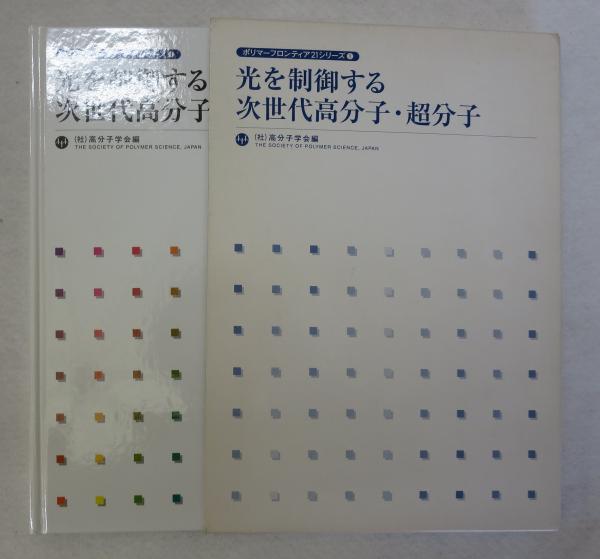 光を制御する
次世代高分子
(社)高分子学会編
THE SOCIETY OF POLYMER SCIENCE, JAPAN
ポリマーフロンティア21シリーズ
光を制御する
次世代高分子・超分子
(社)高分子学会編
THE SOCIETY OF POLYMER SCIENCE, JAPAN